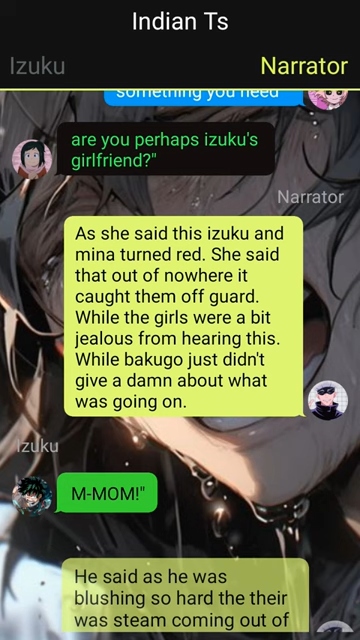 Indian Ts
Izuku
Narrator
something you need
are you perhaps izuku's
girlfriend?"
Narrator
As she said this izuku and
mina turned red. She said
that out of nowhere it
caught them off guard.
While the girls were a bit
jealous from hearing this.
While bakugo just didn't
give a damn about what
was going on.
Izuku
M-MOM!"
He said as he was
blushing so hard the their
was steam coming out of